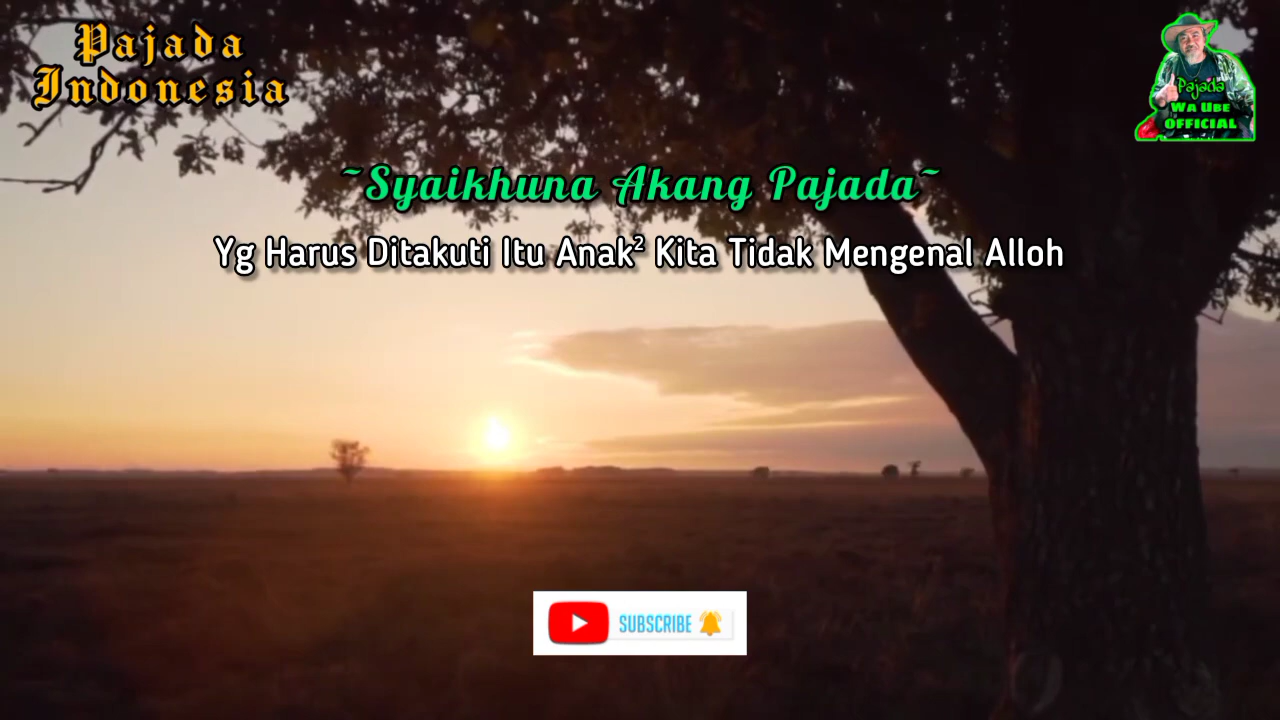 Pajada
Indonesia
Pajada
Wa Ube
OFFICIAL
~Syaikhuna Akang Pajada~
Yg Harus Ditakuti Itu Anak² Kita Tidak Mengenal Alloh
SUBSCRIBE